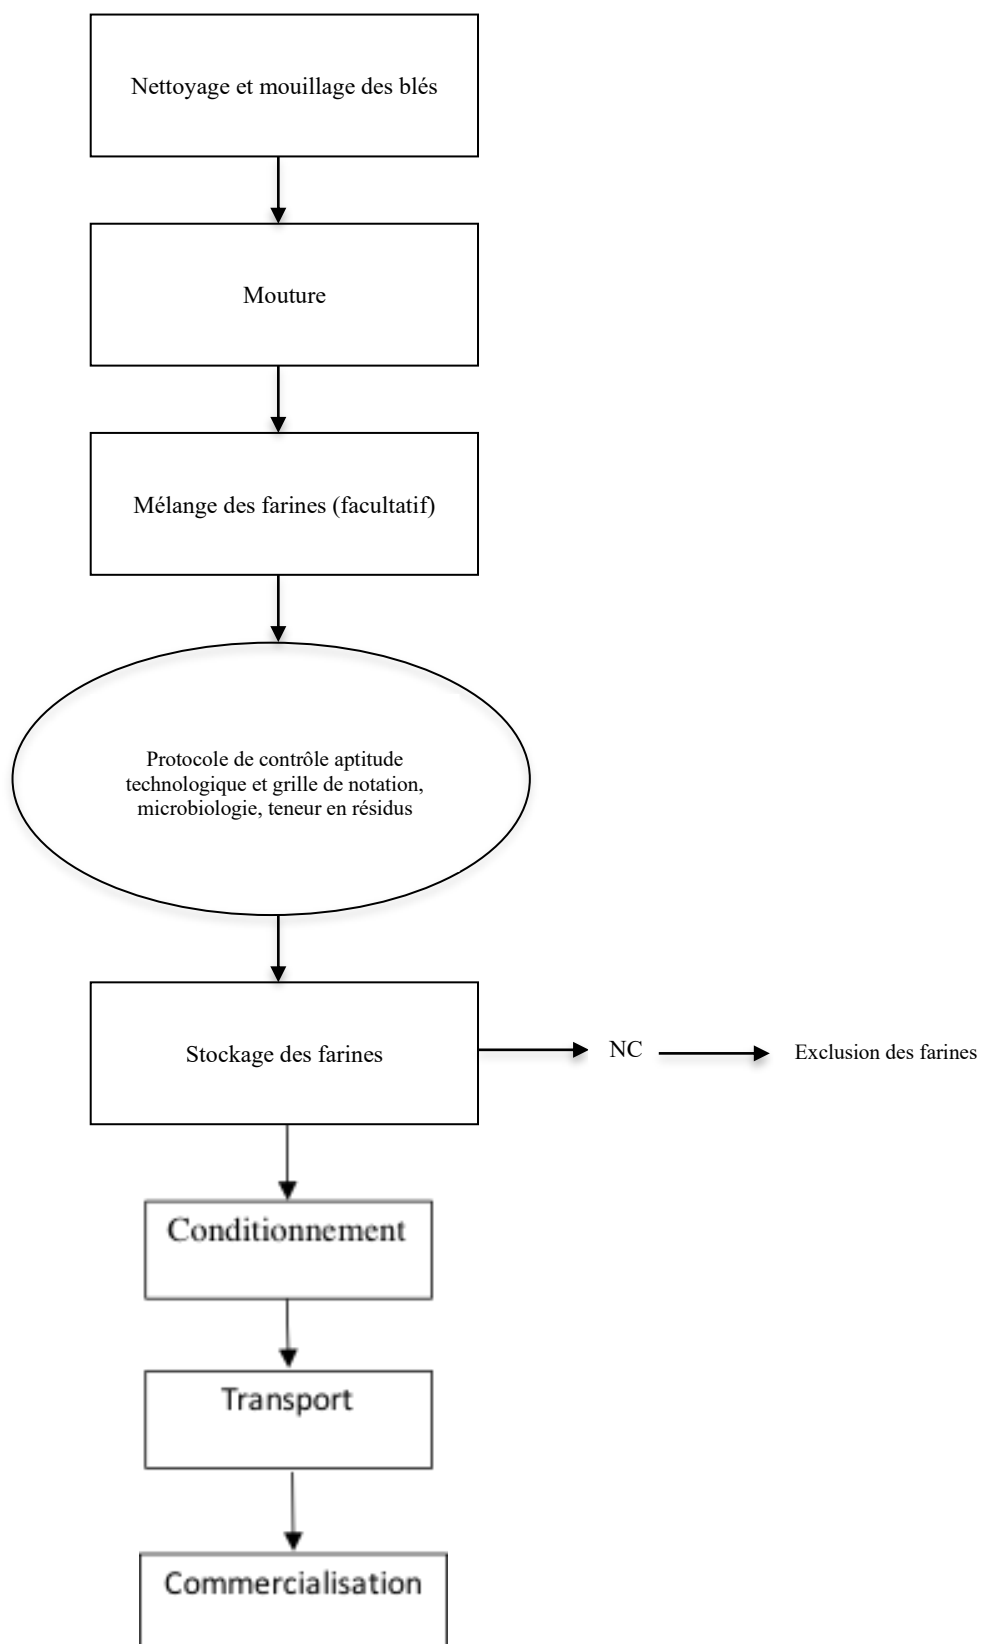 Nettoyage et mouillage des blés
Mouture
Mélange des farines (facultatif)
Protocole de contrôle aptitude
technologique et grille de notation,
microbiologie, teneur en résidus
Stockage des farines
NC
Exclusion des farines
Conditionnement
Transport
Commercialisation